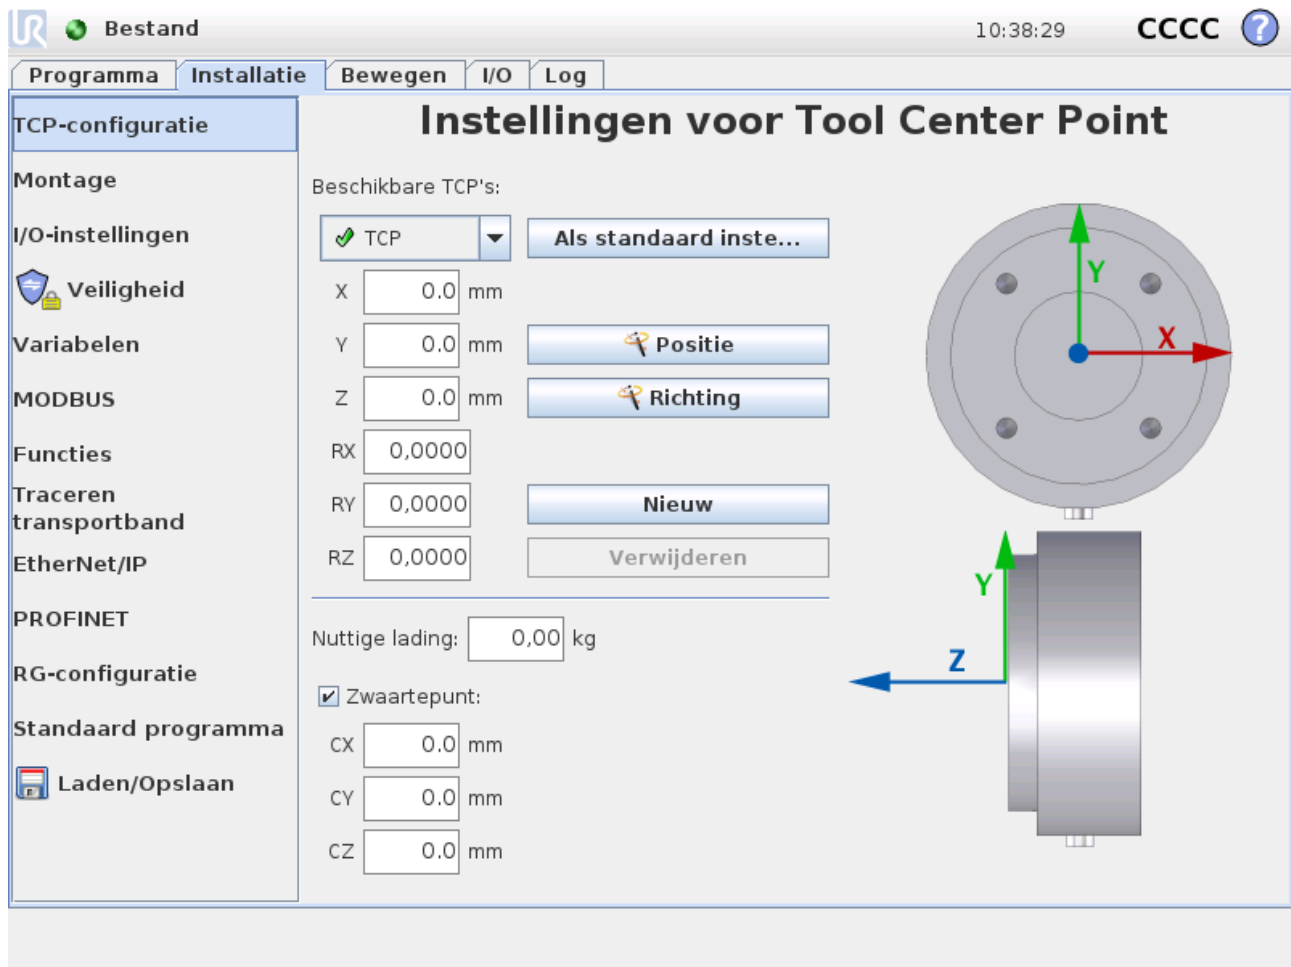 UR Bestand 10:38:29 CCCC ?
Programma Installatie Bewegen I/O Log
TCP-configuratie
Montage
I/O-instellingen
Veiligheid
Variabelen
MODBUS
Functies
Traceren
transportband
EtherNet/IP
PROFINET
RG-configuratie
Standaard programma
Laden/Opslaan
Instellingen voor Tool Center Point
Beschikbare TCP's:
TCP Als standaard inste...
X 0.0 mm
Y 0.0 mm Positie
Z 0.0 mm Richting
RX 0,0000
RY 0,0000 Nieuw
RZ 0,0000 Verwijderen
Nuttige lading: 0,00 kg
Zwaartepunt:
CX 0.0 mm
CY 0.0 mm
CZ 0.0 mm
Y
X
Y
Z